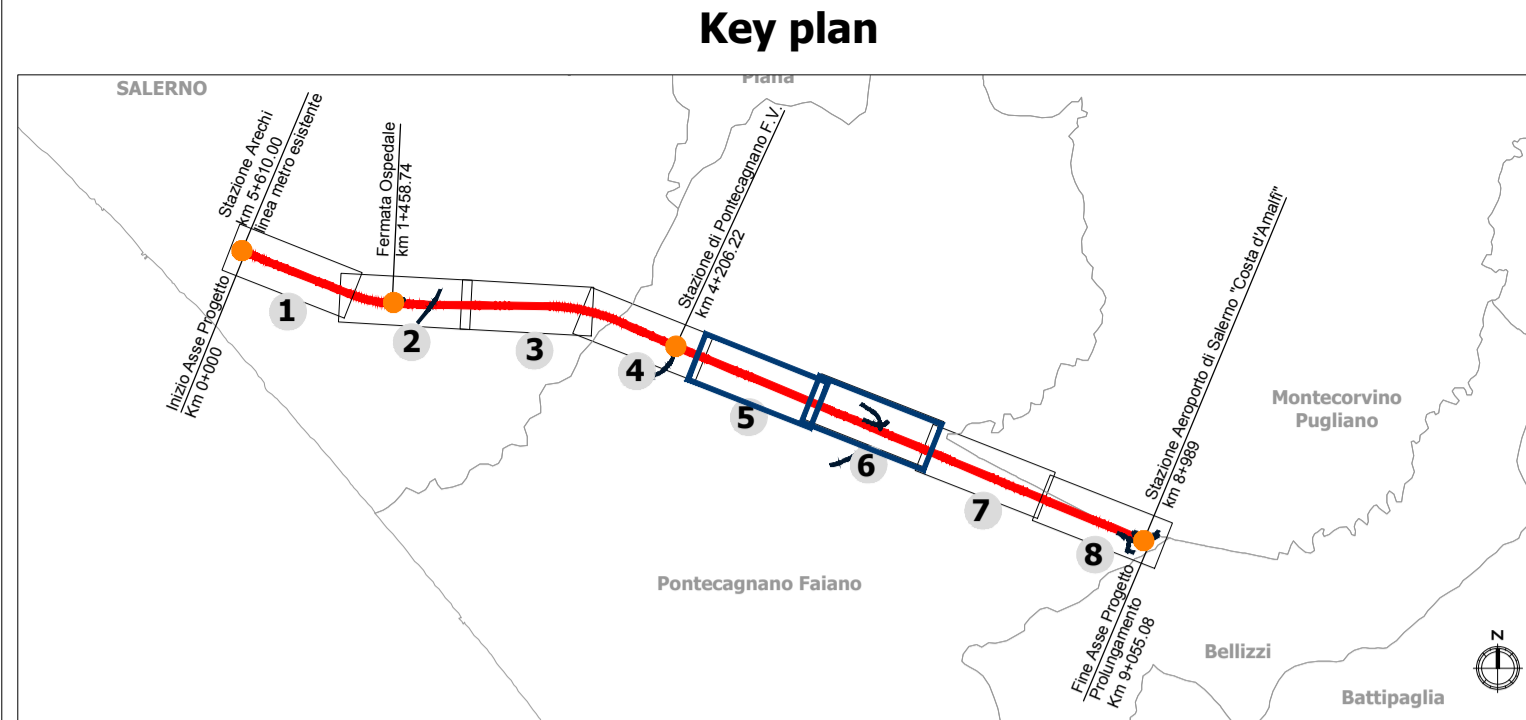 Key plan
SALERNO
Piana
Stazione Arechi
km 5+610.00
linea metro esistente
Fermata Ospedale
km 1+458.74
Stazione di Pontecagnano F.V.
km 4+206.22
Stazione Aeroporto di Salerno "Costa d'Amalfi"
km 8+989
Inizio Asse Progetto
Km 0+000
1
2
3
4
5
6
7
8
Montecorvino
Pugliano
Pontecagnano Faiano
Fine Asse Progetto
Prolungamento
Km 9+055.08
Bellizzi
Battipaglia
N